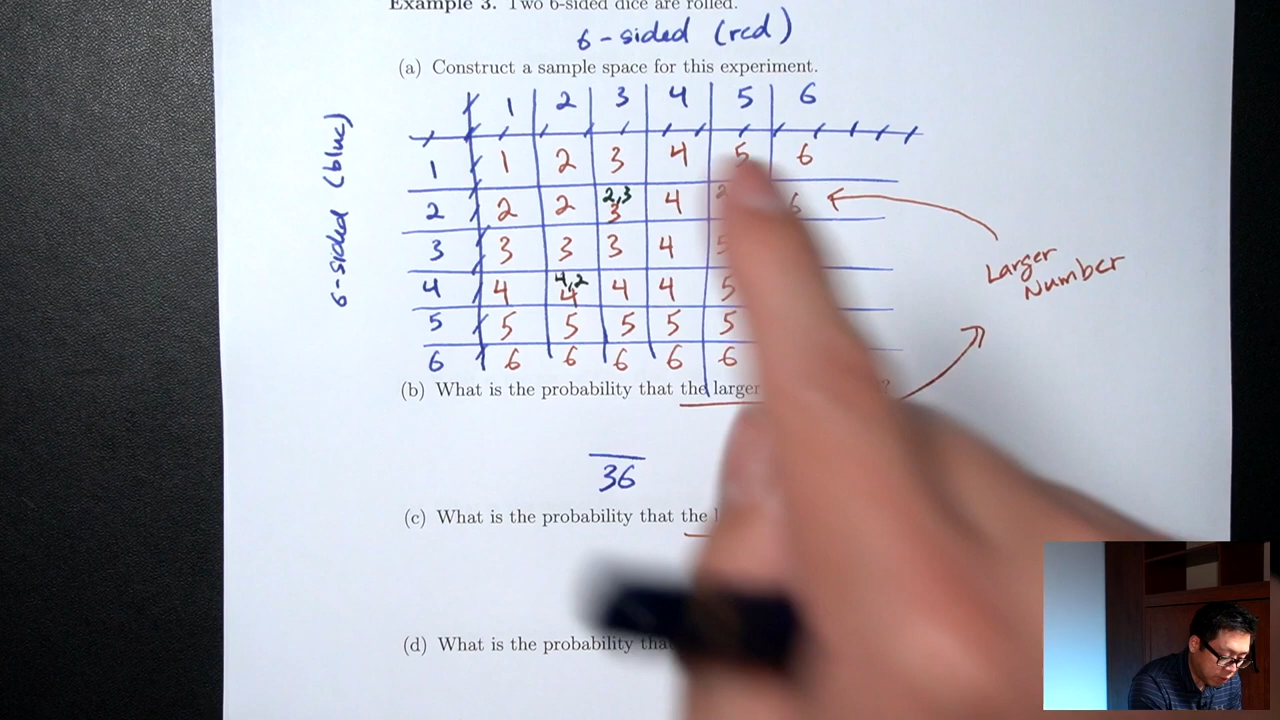 Example 3. Two 6-sided dice are rolled.
6-sided (red)
(a) Construct a sample space for this experiment.
6-sided (blue)
1 2 3 4 5 6
1 1 2 3 4 5 6
2 2 2 2,3 3 4 6
3 3 3 3 4 5
4 4 4,2 4 4 4 5
5 5 5 5 5 5
6 6 6 6 6 6
Larger
Number
(b) What is the probability that the larger ?
36
(c) What is the probability that the
(d) What is the probability